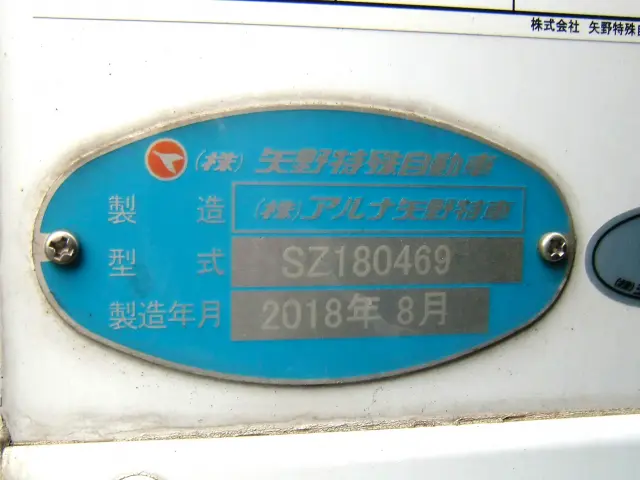 株式会社 矢野特殊自
(株)矢野特殊自動車
製造 (株)アルナ矢野特車
型式 SZ180469
製造年月 2018年 8月
(株)